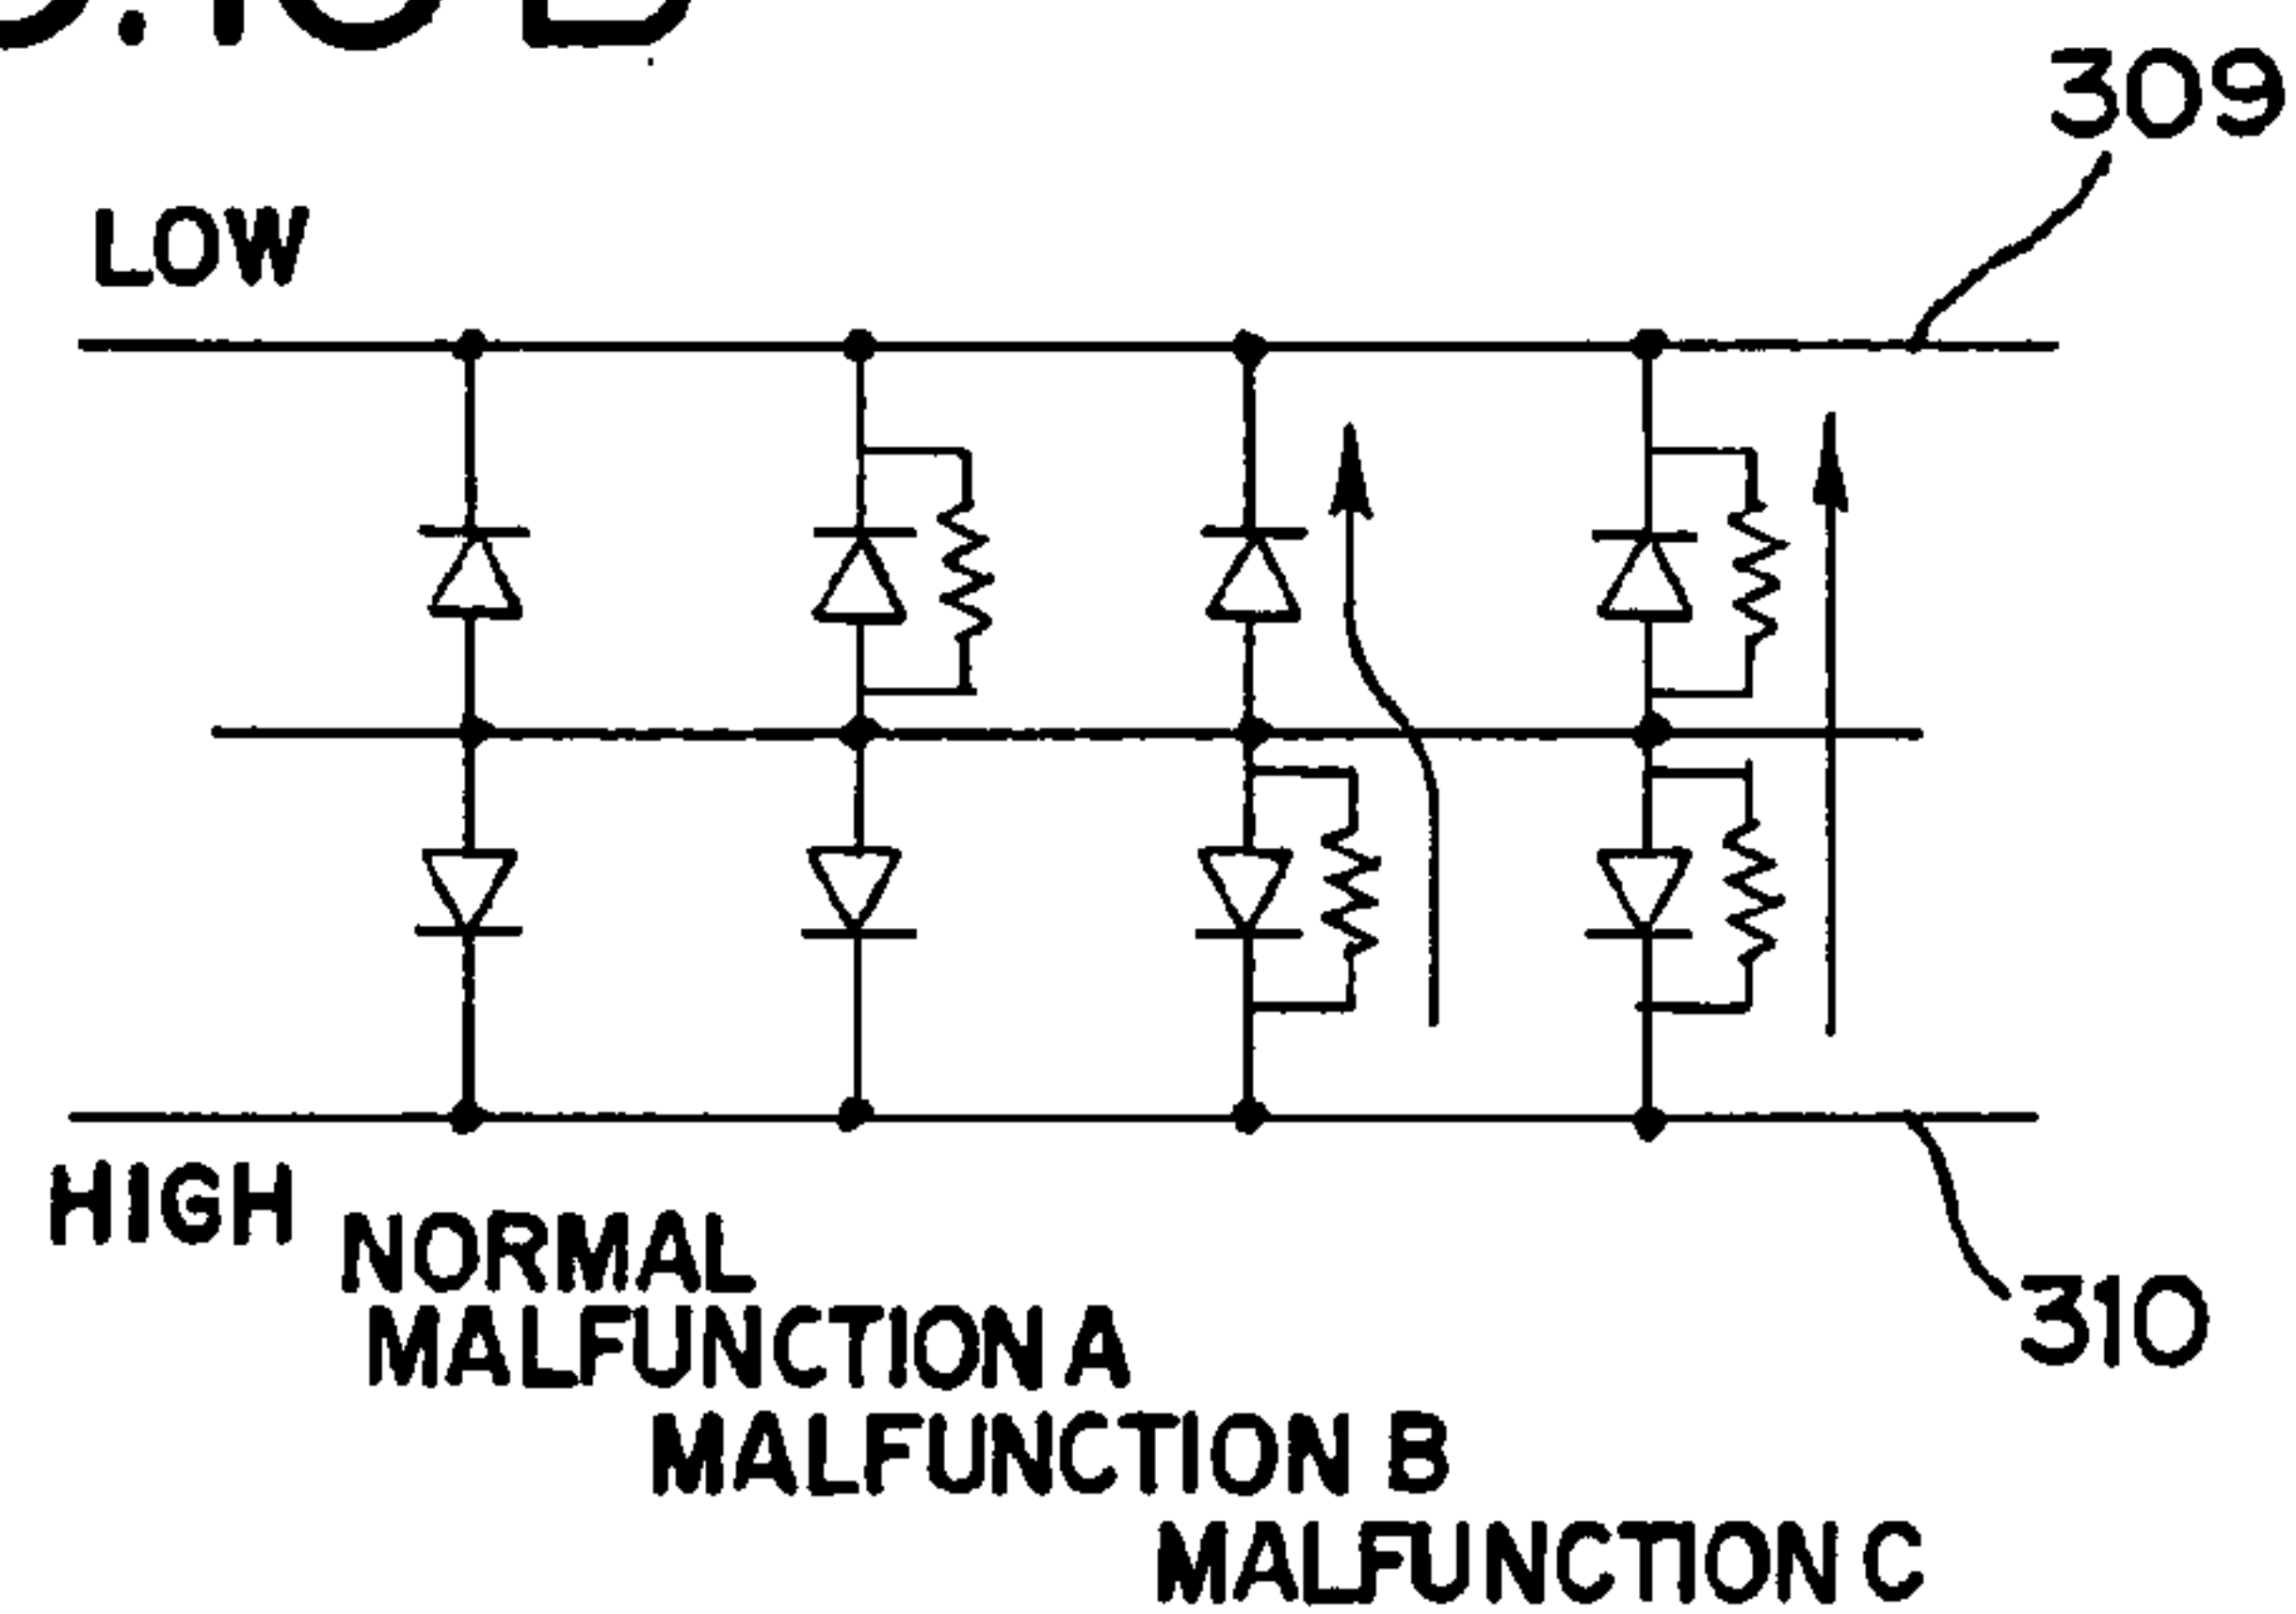 309
LOW
HIGH
NORMAL
MALFUNCTION A
310
MALFUNCTION B
MALFUNCTION C